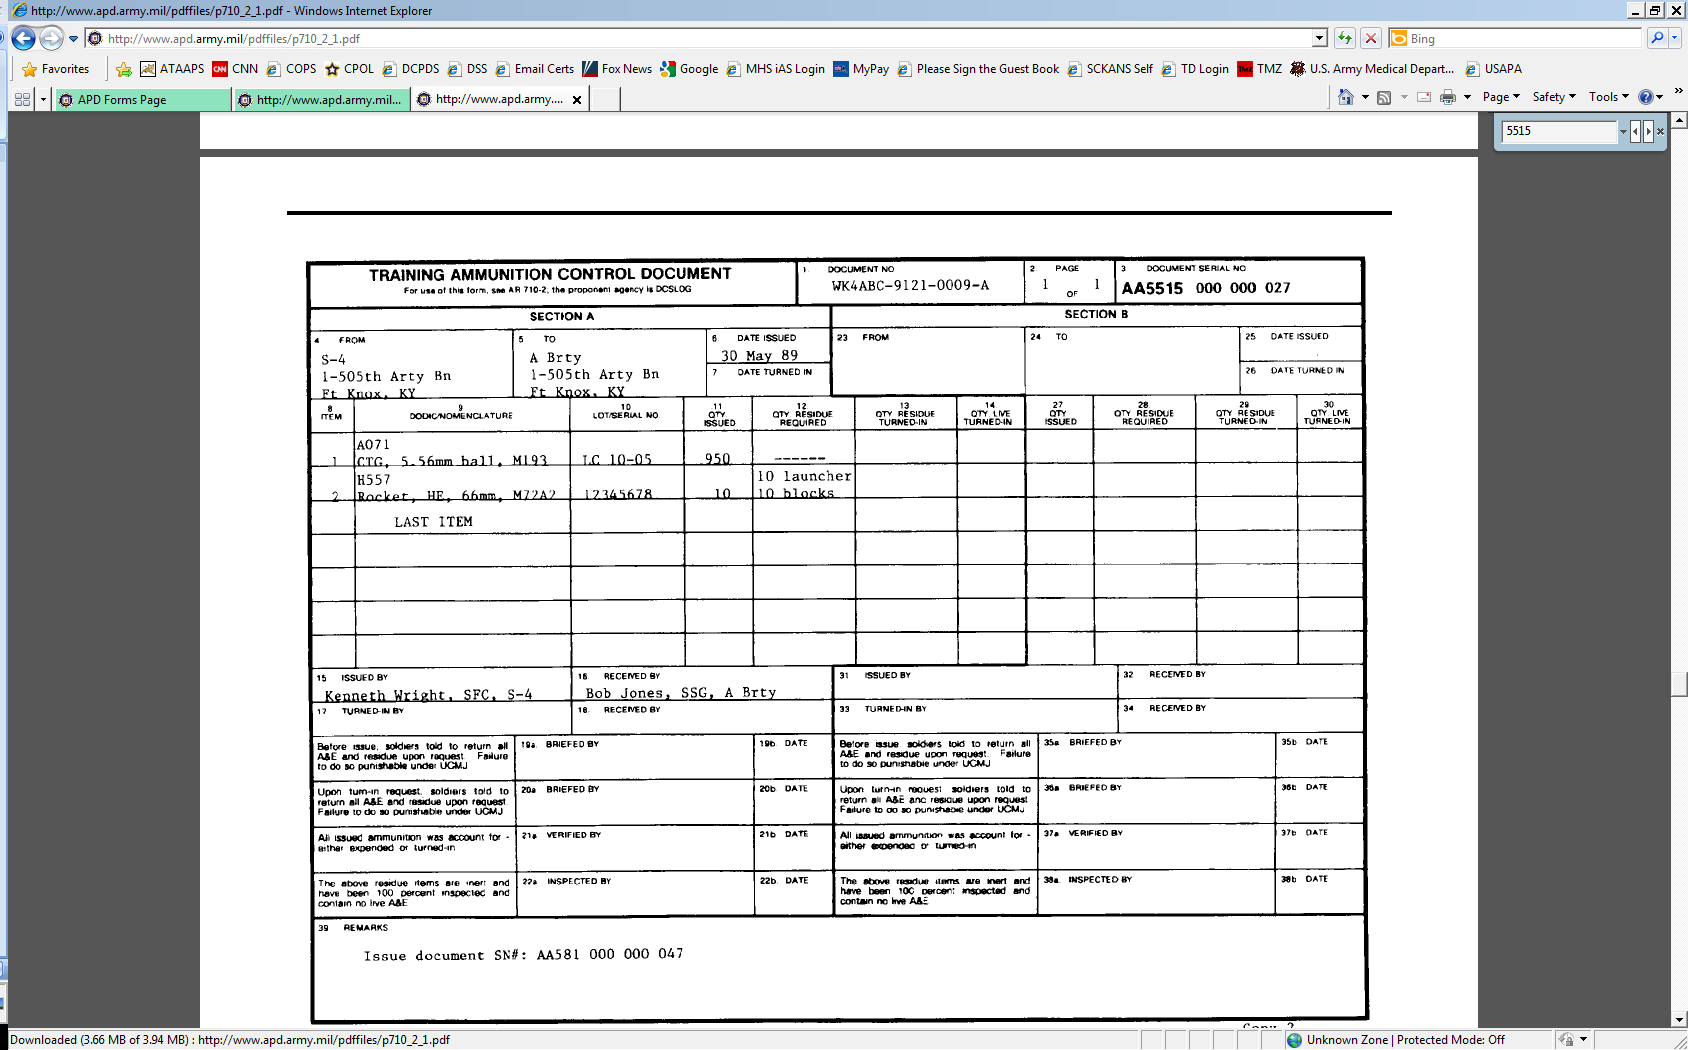 http://www.apd.army.mil/pdffiles/p710_2_1.pdf - Windows Internet Explorer
http://www.apd.army.mil/pdffiles/p710_2_1.pdf
Bing
Favorites ATAAPS CNN COPS CPOL DCPDS DSS Email Certs Fox News Google MHS iAS Login MyPay Please Sign the Guest Book SCKANS Self TD Login TMZ U.S. Army Medical Depart... USAPA
APD Forms Page http://www.apd.army.mil... http://www.apd.army.... Page Safety Tools
5515
TRAINING AMMUNITION CONTROL DOCUMENT
For use of this form, see AR 710-2, the proponent agency is DCSLOG
1 DOCUMENT NO
WK4ABC-9121-0009-A
2 PAGE
1 OF 1
3 DOCUMENT SERIAL NO
AA5515 000 000 027
SECTION A
SECTION B
4 FROM
S-4
1-505th Arty Bn
Ft Knox, KY
5 TO
A Brty
1-505th Arty Bn
Ft Knox, KY
6 DATE ISSUED
30 May 89
7 DATE TURNED IN
23 FROM
24 TO
25 DATE ISSUED
26 DATE TURNED IN
8 ITEM
9 DODIC/NOMENCLATURE
10 LOT/SERIAL NO.
11 QTY ISSUED
12 QTY. RESIDUE REQUIRED
13 QTY RESIDUE TURNED-IN
14 QTY. LIVE TURNED-IN
27 QTY ISSUED
28 QTY RESIDUE REQUIRED
29 QTY. RESIDUE TURNED-IN
30 QTY LIVE TURNED-IN
A071
1 CTG, 5.56mm ball, M193 LC 10-05 950 ------
H557 10 launcher
2 Rocket, HE, 66mm, M72A2 12345678 10 10 blocks
LAST ITEM
15 ISSUED BY
Kenneth Wright, SFC, S-4
16 RECEIVED BY
Bob Jones, SSG, A Brty
31 ISSUED BY
32 RECEIVED BY
17 TURNED-IN BY
18. RECEIVED BY
33 TURNED-IN BY
34 RECEIVED BY
Before issue, soldiers told to return all
A&E and residue upon request. Failure
to do so punishable under UCMJ
19a. BRIEFED BY
19b DATE
Before issue soldiers told to return all
A&E and residue upon request. Failure
to do so punishable under UCMJ
35a BRIEFED BY
35b DATE
Upon turn-in request, soldiers told to
return all A&E and residue upon request.
Failure to do so punishable under UCMJ
20a BRIEFED BY
20b DATE
Upon turn-in request soldiers told to
return all A&E and residue upon request
Failure to do so punishable under UCMJ
36a BRIEFED BY
36b DATE
All issued ammunition was account for -
either expended or turned-in
21a VERIFIED BY
21b DATE
All issued ammunition was account for -
either expended or turned-in
37a VERIFIED BY
37b DATE
The above residue items are inert and
have been 100 percent inspected and
contain no live A&E
22a INSPECTED BY
22b. DATE
The above residue items are inert and
have been 100 percent inspected and
contain no live A&E
38a. INSPECTED BY
38b DATE
39 REMARKS
Issue document SN#: AA581 000 000 047
Copy 2
Downloaded (3.66 MB of 3.94 MB) : http://www.apd.army.mil/pdffiles/p710_2_1.pdf
Unknown Zone | Protected Mode: Off